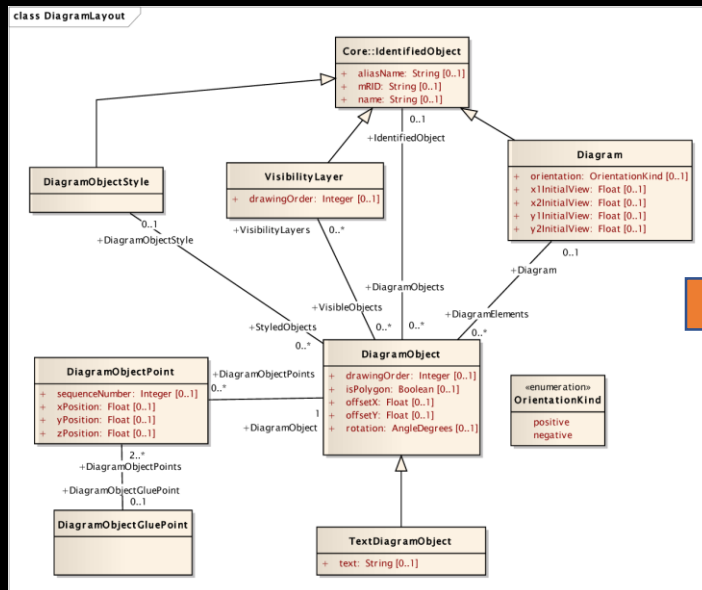 class DiagramLayout
Core::IdentifiedObject
+ aliasName: String [0..1]
+ mRID: String [0..1]
+ name: String [0..1]
0..1
+IdentifiedObject
DiagramObjectStyle
0..1
+DiagramObjectStyle
VisibilityLayer
+ drawingOrder: Integer [0..1]
+VisibilityLayers
0..*
Diagram
+ orientation: OrientationKind [0..1]
+ x1InitialView: Float [0..1]
+ x2InitialView: Float [0..1]
+ y1InitialView: Float [0..1]
+ y2InitialView: Float [0..1]
0..1
+Diagram
+DiagramObjects
0..*
+VisibleObjects
0..*
+DiagramElements
0..*
+StyledObjects
0..*
DiagramObject
+ drawingOrder: Integer [0..1]
+ isPolygon: Boolean [0..1]
+ offsetX: Float [0..1]
+ offsetY: Float [0..1]
+ rotation: AngleDegrees [0..1]
DiagramObjectPoint
+ sequenceNumber: Integer [0..1]
+ xPosition: Float [0..1]
+ yPosition: Float [0..1]
+ zPosition: Float [0..1]
+DiagramObjectPoints
0..*
1
+DiagramObject
«enumeration»
OrientationKind
positive
negative
2..*
+DiagramObjectPoints
+DiagramObjectGluePoint
0..1
DiagramObjectGluePoint
TextDiagramObject
+ text: String [0..1]